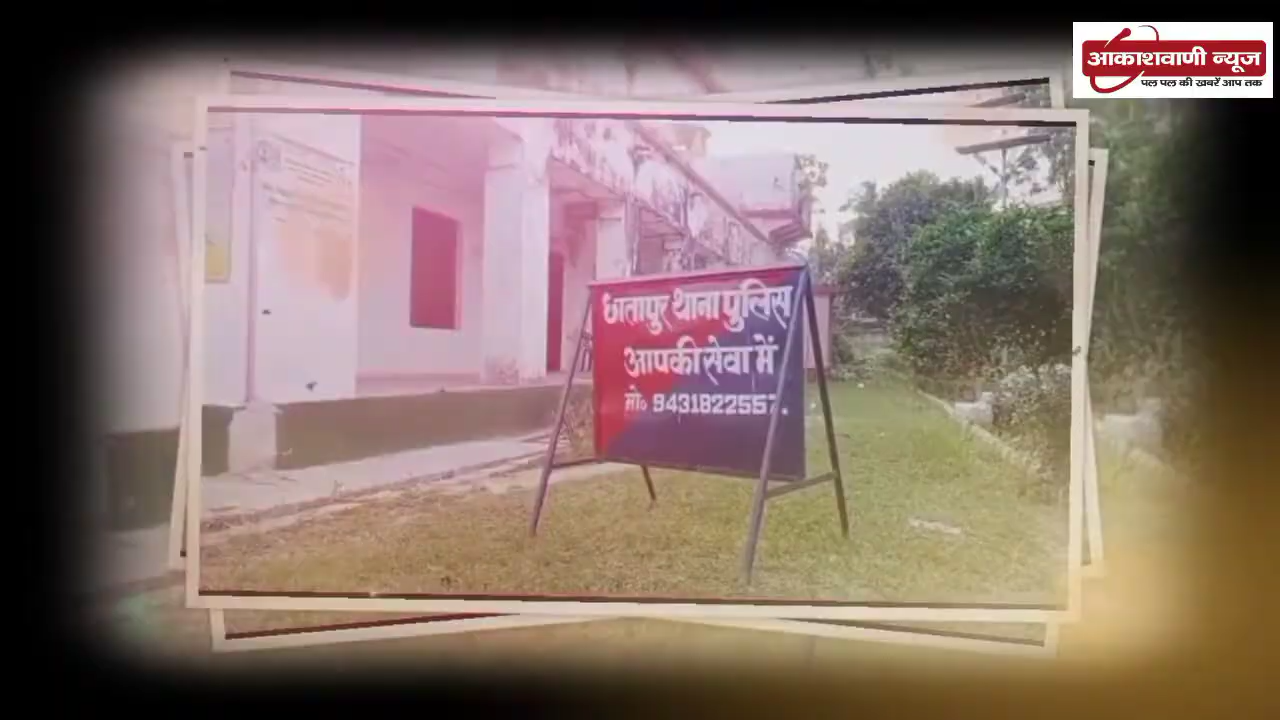 आकाशवाणी न्यूज
पल पल की खबरें आप तक
छातापुर थाना पुलिस
आपकी सेवा में
मो० 9431822557.